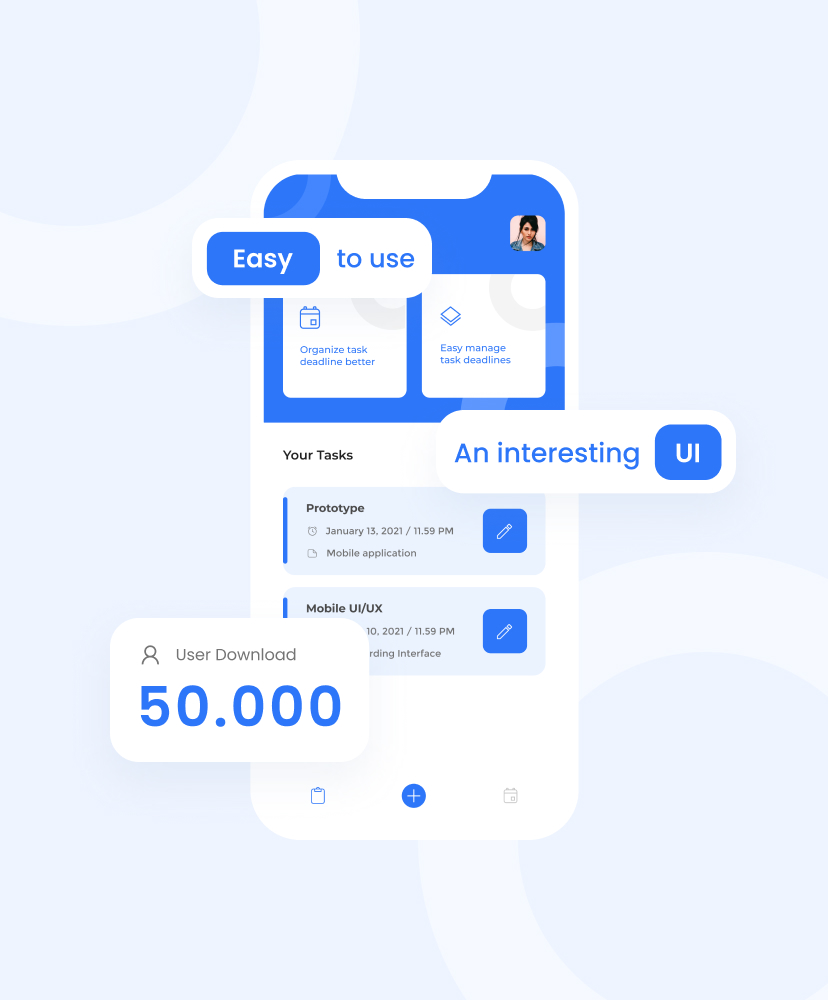 Easy to use
Organize task
deadline better
Easy manage
task deadlines
An interesting UI
Your Tasks
Prototype
January 13, 2021 / 11.59 PM
Mobile application
Mobile UI/UX
10, 2021 / 11.59 PM
rding Interface
User Download
50.000